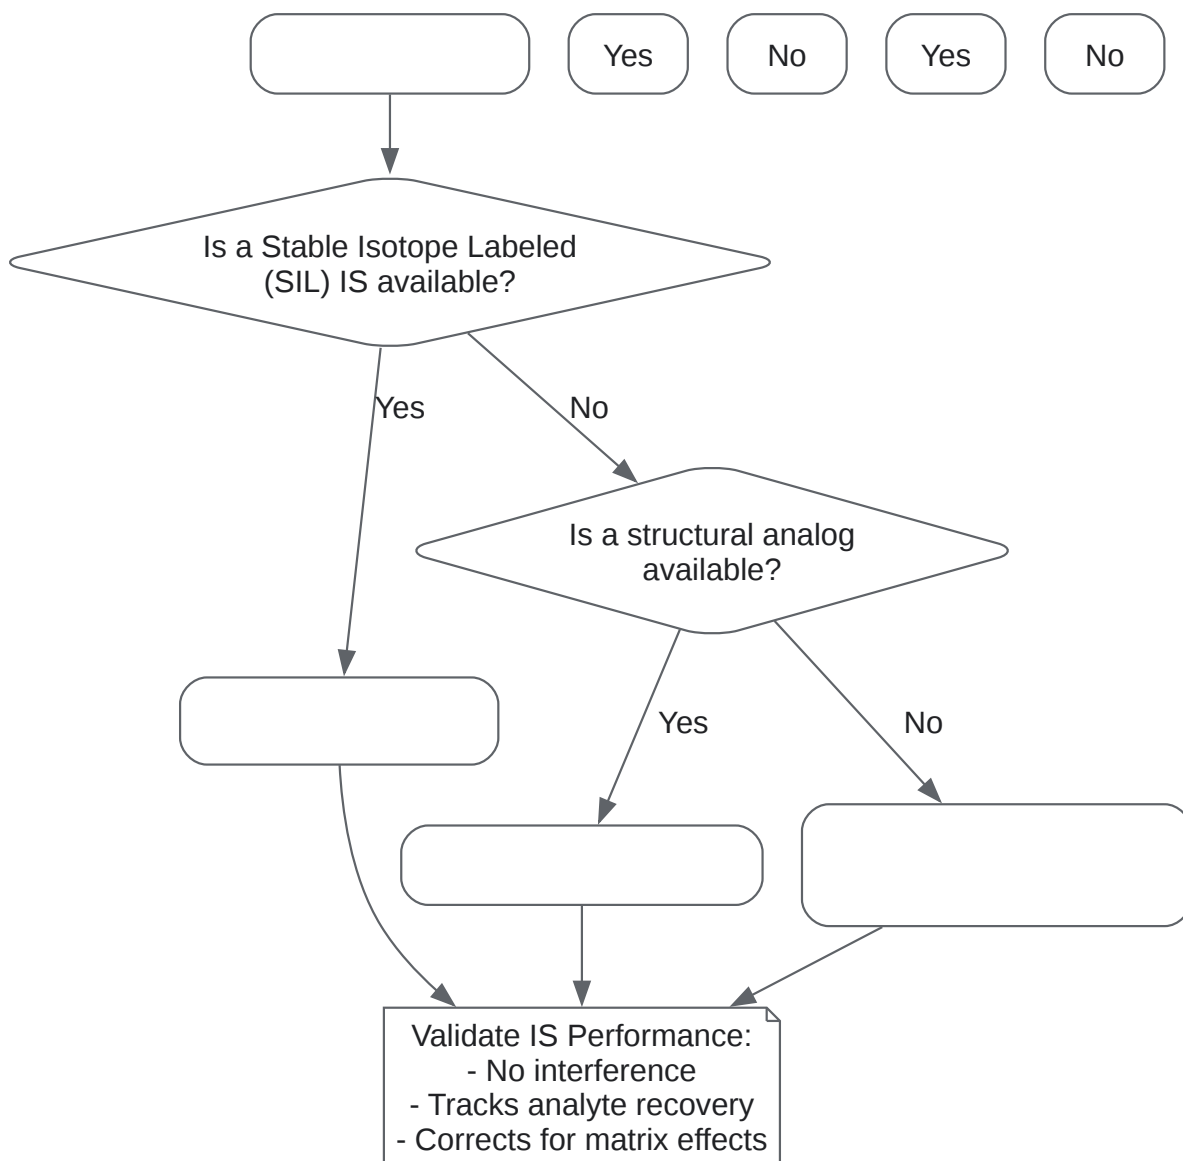 Yes
No
Yes
No
Is a Stable Isotope Labeled
(SIL) IS available?
Yes
No
Is a structural analog
available?
Yes
No
Validate IS Performance:
- No interference
- Tracks analyte recovery
- Corrects for matrix effects